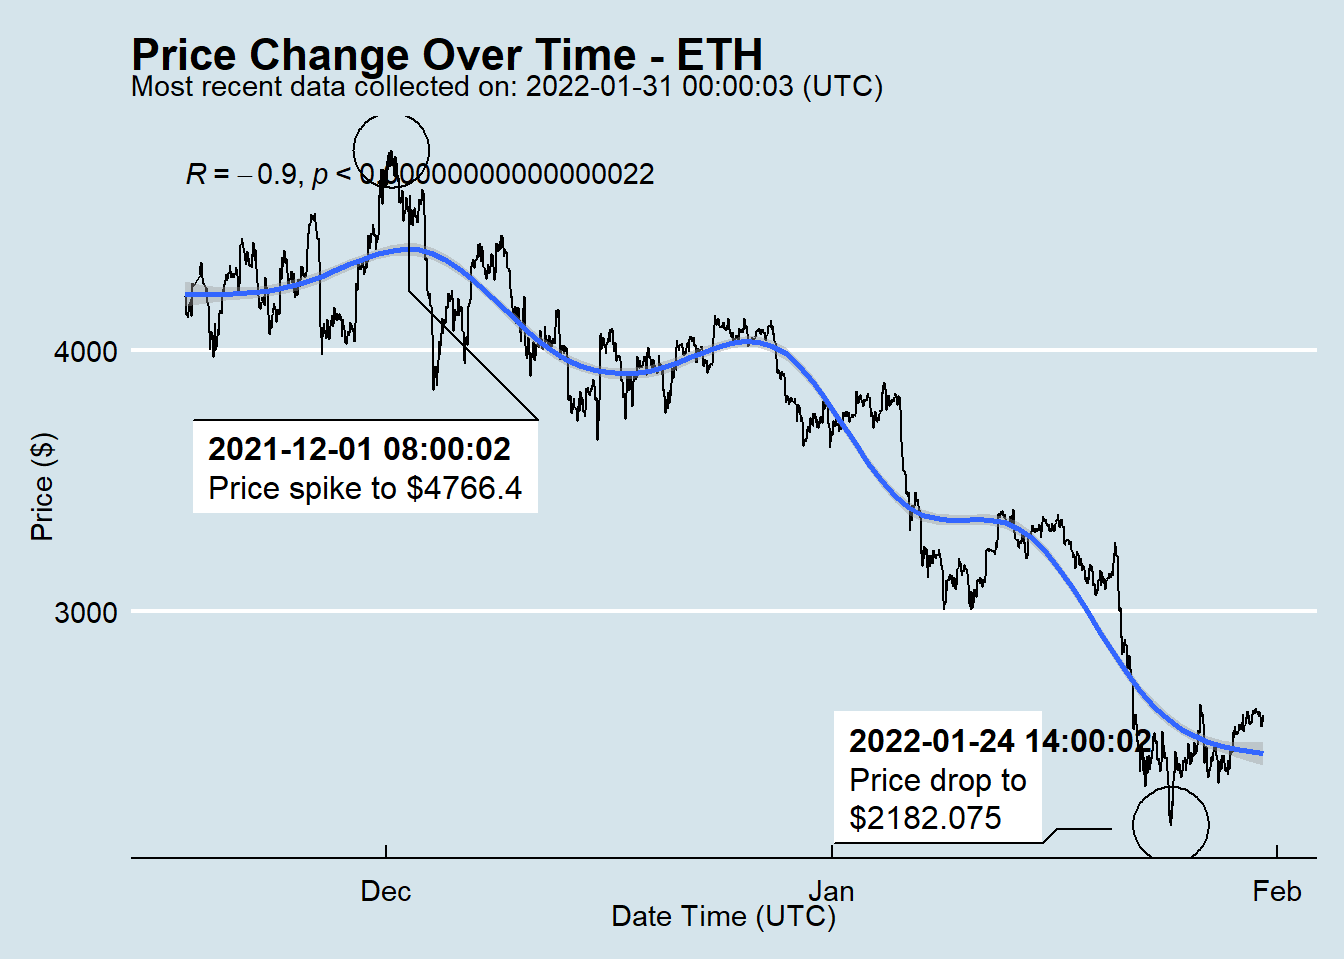 Price Change Over Time - ETH
Most recent data collected on: 2022-01-31 00:00:03 (UTC)
R = −0.9, p < 0.00000000000000022
4000
2021-12-01 08:00:02
Price spike to $4766.4
Price ($)
3000
2022-01-24 14:00:02
Price drop to
$2182.075
Dec Jan Feb
Date Time (UTC)